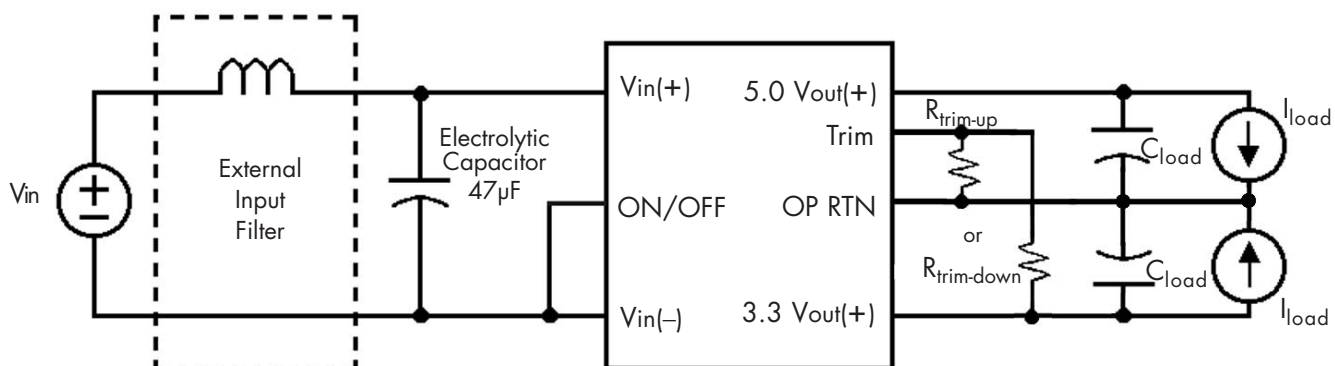 Vin
+
−
External
Input
Filter
Electrolytic
Capacitor
47µF
Vin(+)
ON/OFF
Vin(–)
5.0 Vout(+)
Trim
OP RTN
3.3 Vout(+)
Rtrim-up
or
Rtrim-down
Cload
Iload
Cload
Iload